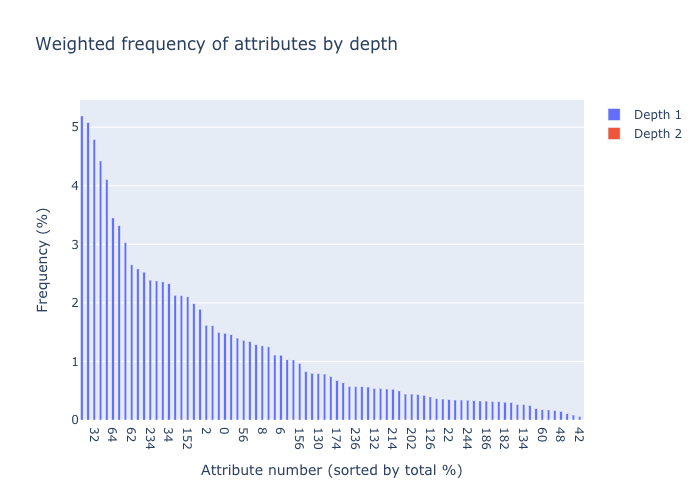 Weighted frequency of attributes by depth
Depth 1
Depth 2
Frequency (%)
5
4
3
2
1
0
32 64 62 234 34 152 2 0 56 8 6 156 130 174 236 132 214 202 126 22 244 186 182 134 60 48 42
Attribute number (sorted by total %)